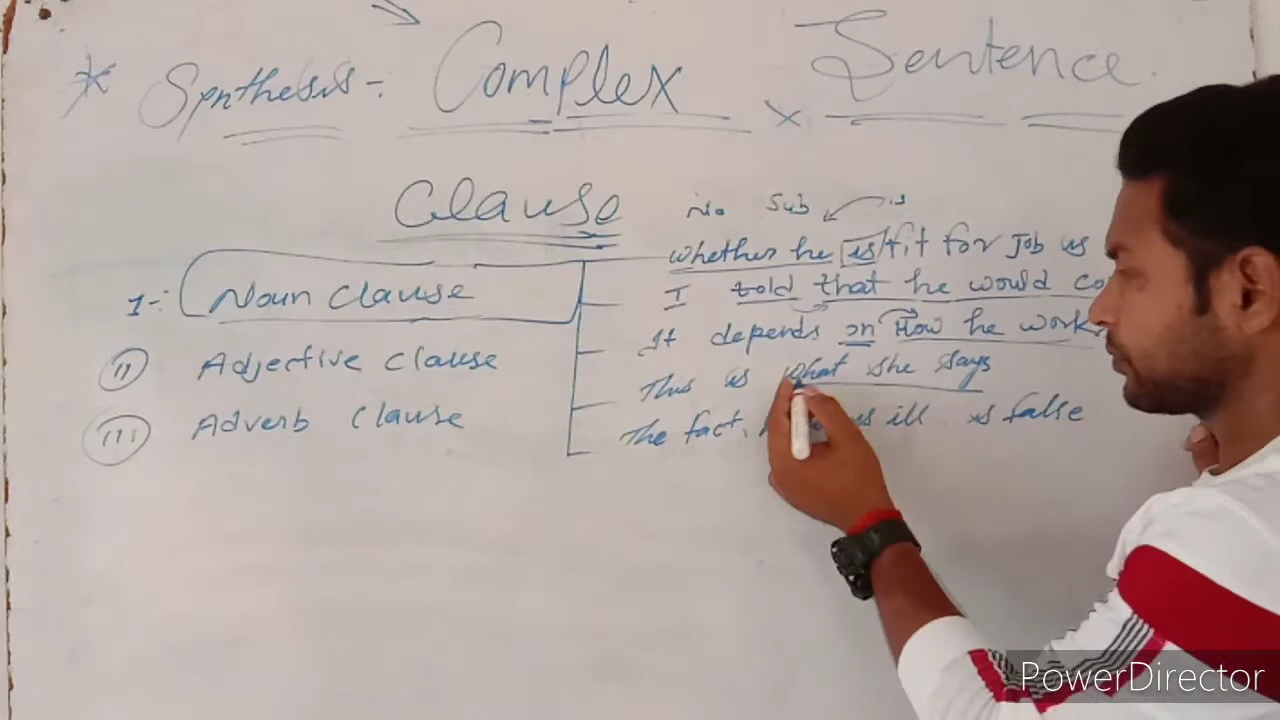 * Synthesis -: Complex x Sentence.
Clause
No Sub is
1-: Noun Clause
(ii) Adjective Clause
(iii) Adverb Clause
Whether he is fit for Job is
I told that he would co
It depends on How he works
This is what she says
The fact, is ill is false
PowerDirector